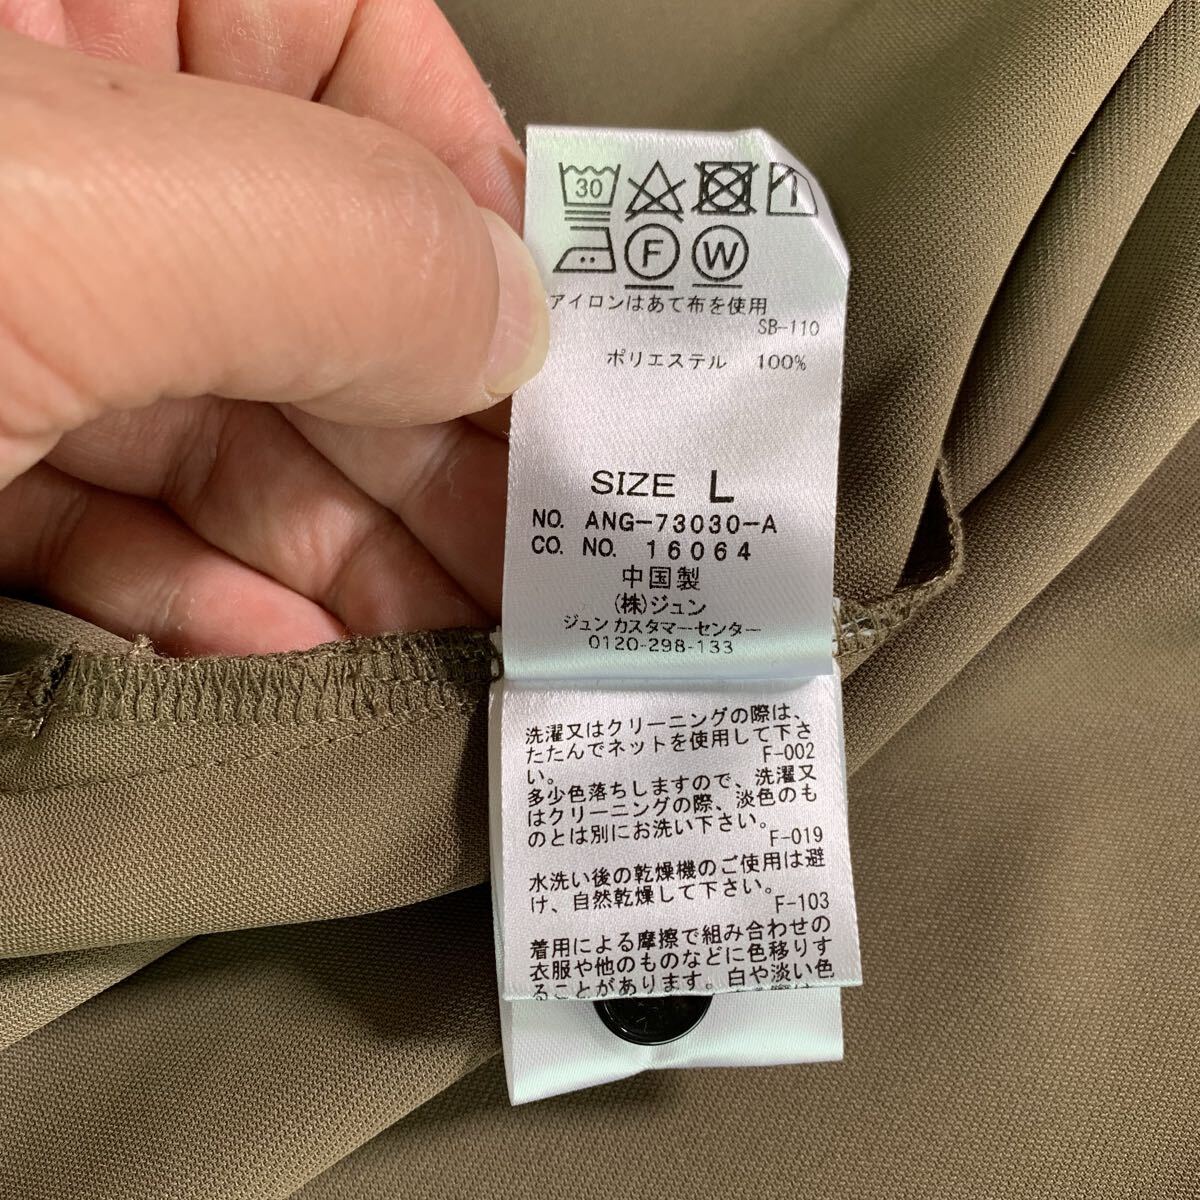 30
F W
アイロンはあて布を使用
SB-110
ポリエステル 100%
SIZE L
NO. ANG-73030-A
CO. NO. 16064
中国製
(株)ジュン
ジュン カスタマーセンター
0120-298-133
洗濯又はクリーニングの際は、
たたんでネットを使用して下さ
い。 F-002
多少色落ちしますので、洗濯又
はクリーニングの際、淡色のも
のとは別にお洗い下さい。
F-019
水洗い後の乾燥機のご使用は避
け、自然乾燥して下さい。
F-103
着用による摩擦で組み合わせの
衣服や他のものなどに色移りす
ることがあります。白や淡い色